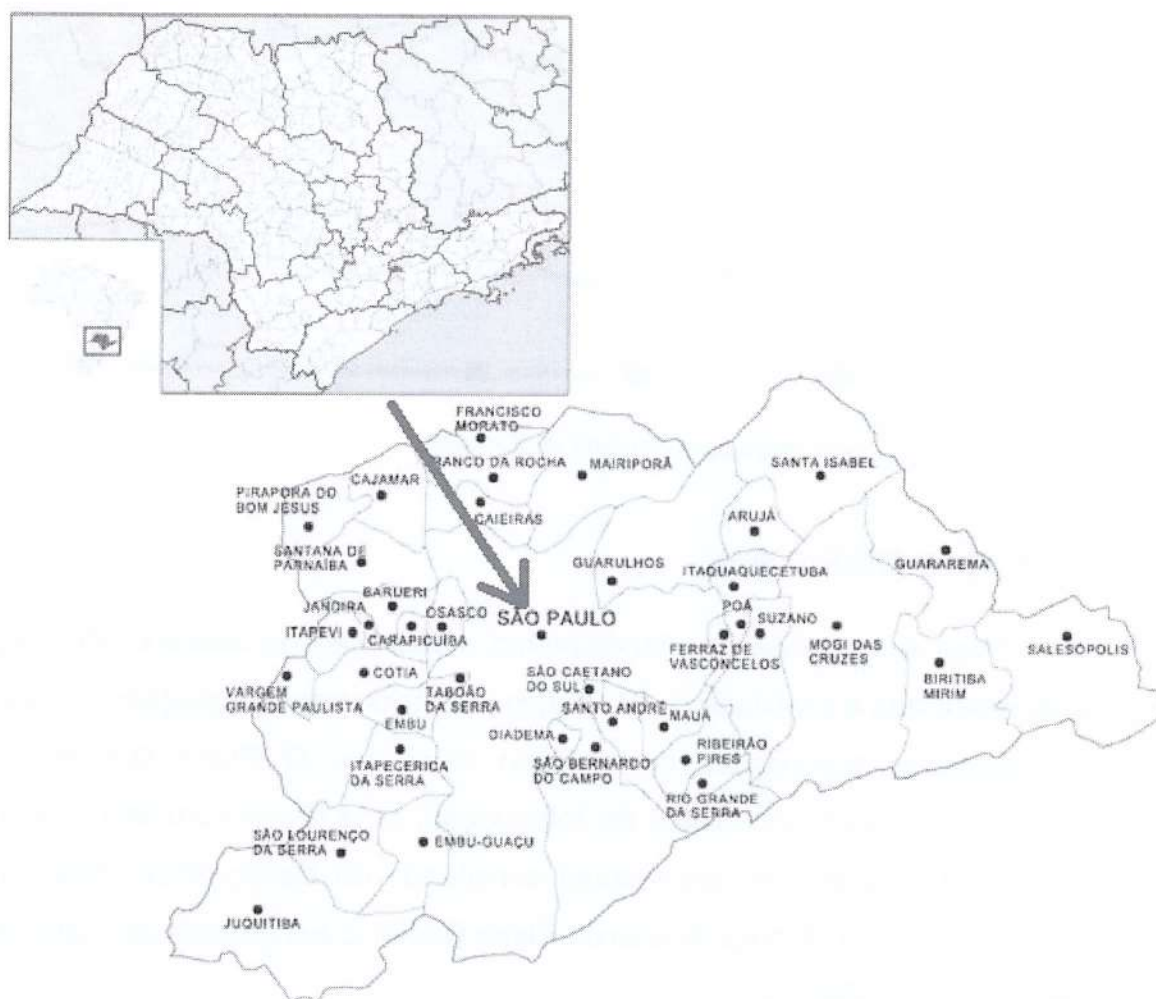 FRANCISCO
MORATO
RANCO DA ROCHA
MAIRIPORÃ
SANTA ISABEL
CAJAMAR
PIRAPORA DO
BOM JESUS
CAIEIRAS
ARUJÁ
SANTANA DE
PARNAÍBA
GUARULHOS
ITAQUAQUECETUBA
GUARAREMA
BARUERI
JANDIRA
OSASCO
SÃO PAULO
POÁ
SUZANO
ITAPEVI
CARAPICUÍBA
FERRAZ DE
VASCONCELOS
MOGI DAS
CRUZES
SALESÓPOLIS
COTIA
SÃO CAETANO
DO SUL
BIRITIBA
MIRIM
VARGEM
GRANDE PAULISTA
TABOÃO
DA SERRA
EMBU
SANTO ANDRÉ
MAUÁ
DIADEMA
RIBEIRÃO
PIRES
ITAPECERICA
DA SERRA
SÃO BERNARDO
DO CAMPO
RIO GRANDE
DA SERRA
SÃO LOURENÇO
DA SERRA
EMBU-GUAÇU
JUQUITIBA